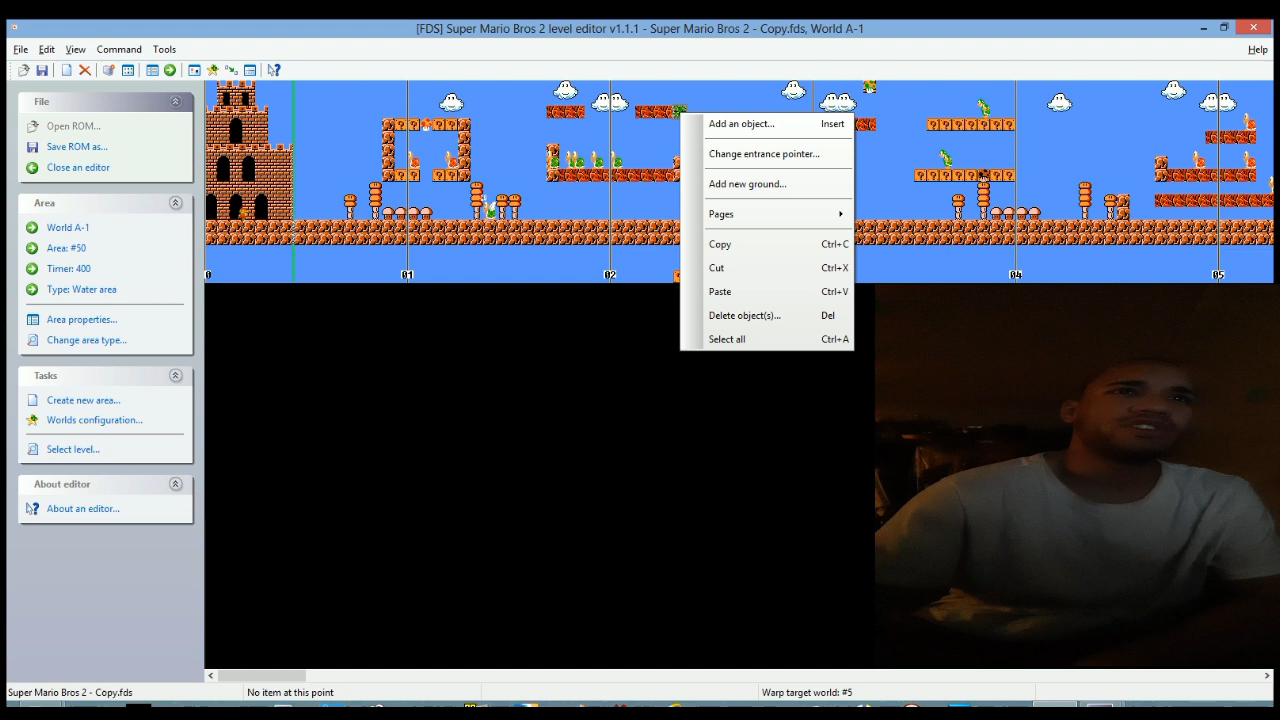 [FDS] Super Mario Bros 2 level editor v1.1.1 - Super Mario Bros 2 - Copy.fds, World A-1
File Edit View Command Tools Help
File
Open ROM...
Save ROM as...
Close an editor
Area
World A-1
Area: #50
Timer: 400
Type: Water area
Area properties...
Change area type...
Tasks
Create new area...
Worlds configuration...
Select level...
About editor
About an editor...
Add an object... Insert
Change entrance pointer...
Add new ground...
Pages
Copy Ctrl+C
Cut Ctrl+X
Paste Ctrl+V
Delete object(s)... Del
Select all Ctrl+A
0 01 02 04 05
Super Mario Bros 2 - Copy.fds No item at this point Warp target world: #5